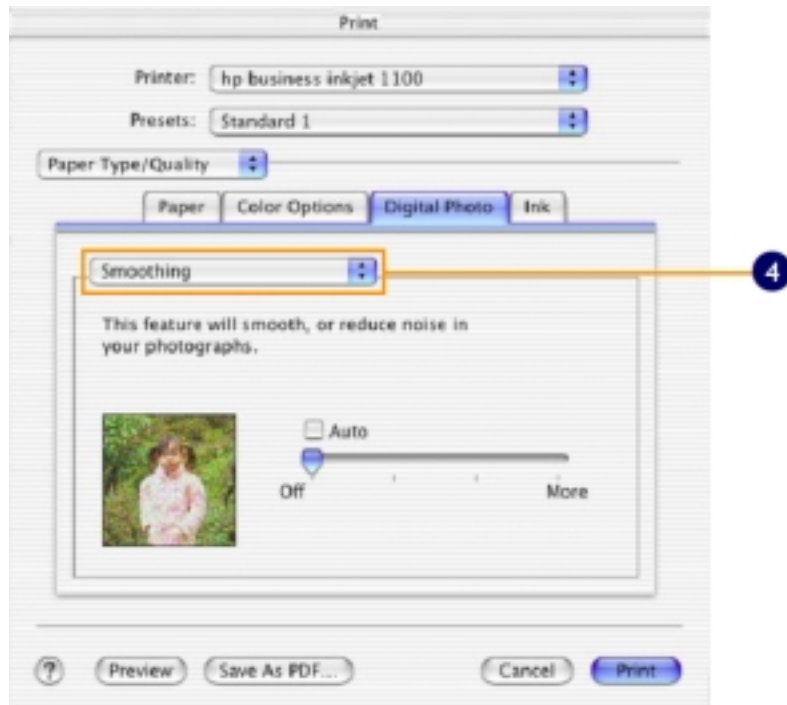 Print
Printer: hp business inkjet 1100
Presets: Standard 1
Paper Type/Quality
Paper Color Options Digital Photo Ink
Smoothing
4
This feature will smooth, or reduce noise in
your photographs.
Auto
Off More
? Preview Save As PDF... Cancel Print